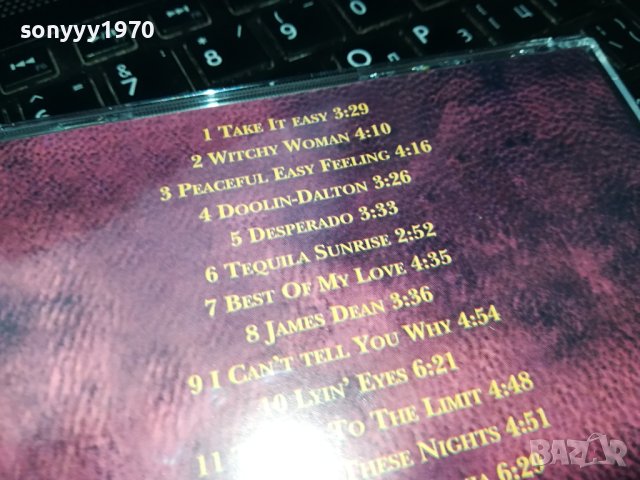 sonyyy1970
1 TAKE IT EASY 3:29
2 WITCHY WOMAN 4:10
3 PEACEFUL EASY FEELING 4:16
4 DOOLIN-DALTON 3:26
5 DESPERADO 3:33
6 TEQUILA SUNRISE 2:52
7 BEST OF MY LOVE 4:35
8 JAMES DEAN 3:36
9 I CAN'T TELL YOU WHY 4:54
10 LYIN' EYES 6:21
11 TO THE LIMIT 4:48
THESE NIGHTS 4:51
6:29
BAZAR